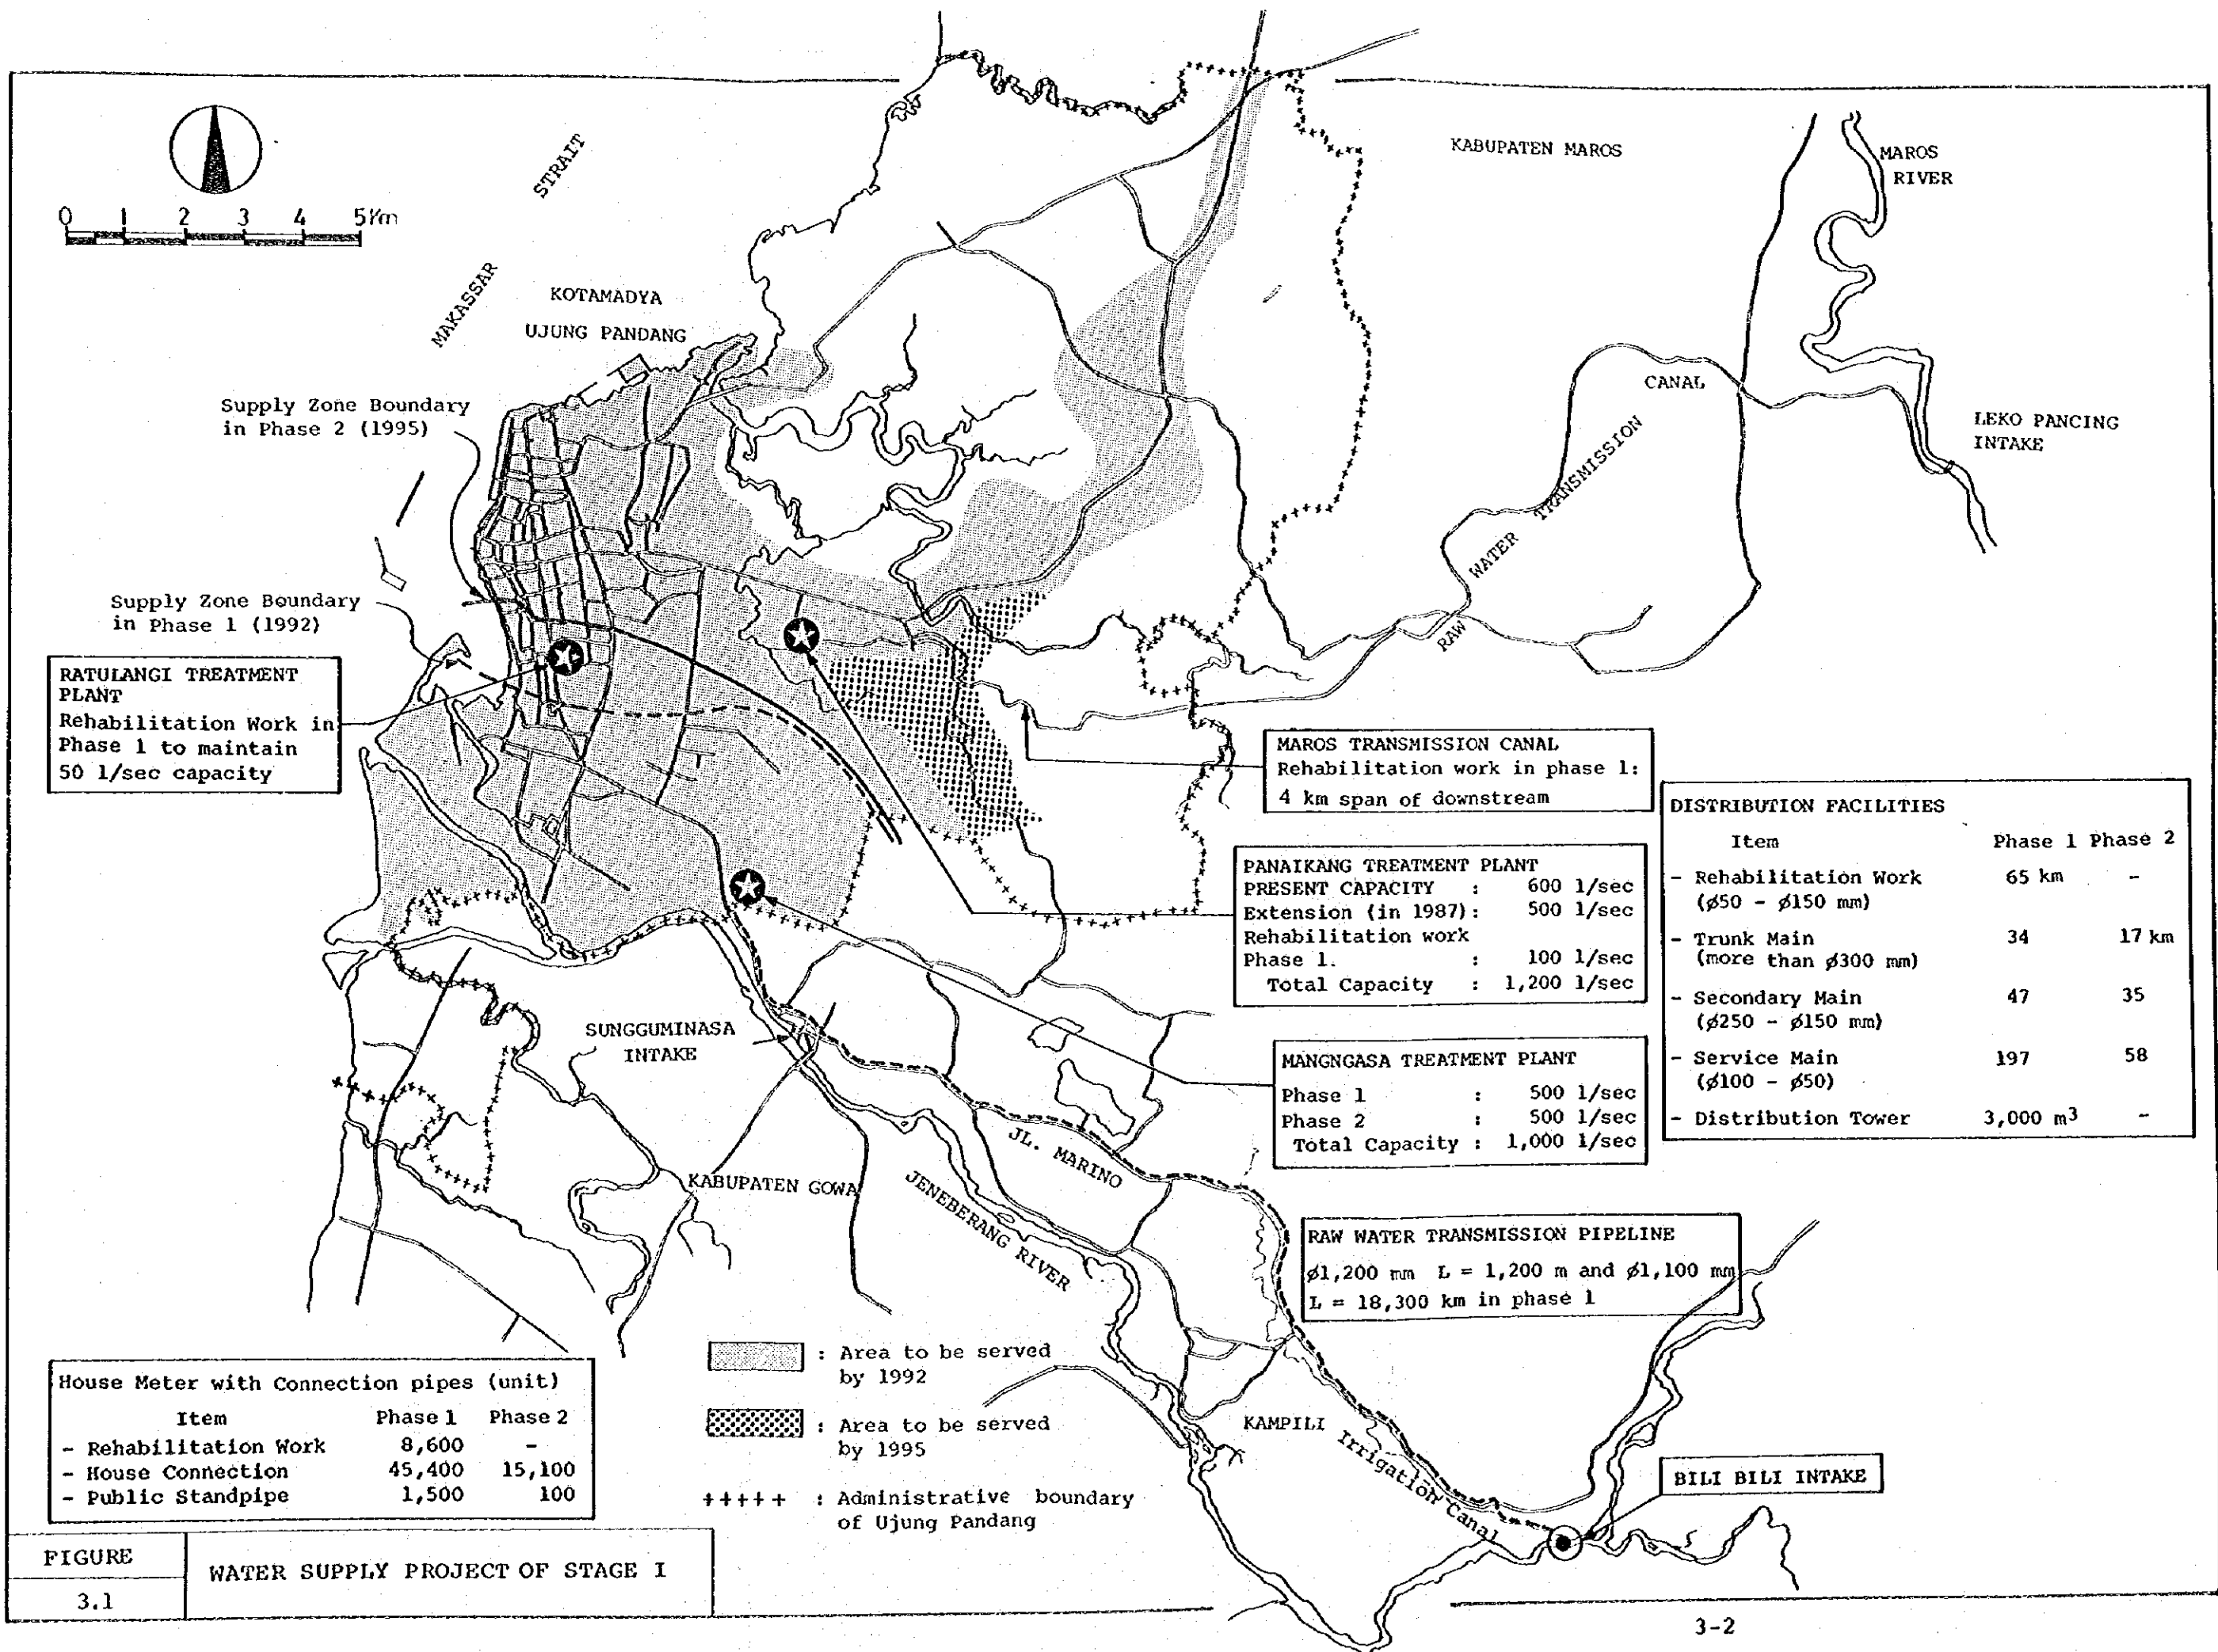 0 1 2 3 4 5Km
MAKASSAR STRAIT
KOTAMADYA
UJUNG PANDANG
KABUPATEN MAROS
MAROS
RIVER
LEKO PANCING
INTAKE
RAW WATER TRANSMISSION CANAL
Supply Zone Boundary
in Phase 2 (1995)
Supply Zone Boundary
in Phase 1 (1992)
RATULANGI TREATMENT
PLANT
Rehabilitation Work in
Phase 1 to maintain
50 l/sec capacity
MAROS TRANSMISSION CANAL
Rehabilitation work in phase 1:
4 km span of downstream
PANAIKANG TREATMENT PLANT
PRESENT CAPACITY : 600 l/sec
Extension (in 1987): 500 l/sec
Rehabilitation work
Phase 1. : 100 l/sec
Total Capacity : 1,200 l/sec
DISTRIBUTION FACILITIES
Item Phase 1 Phase 2
- Rehabilitation Work 65 km -
(ø50 - ø150 mm)
- Trunk Main 34 17 km
(more than ø300 mm)
- Secondary Main 47 35
(ø250 - ø150 mm)
- Service Main 197 58
(ø100 - ø50)
- Distribution Tower 3,000 m3 -
MANGNGASA TREATMENT PLANT
Phase 1 : 500 l/sec
Phase 2 : 500 l/sec
Total Capacity : 1,000 l/sec
SUNGGUMINASA
INTAKE
JL. MARINO
KABUPATEN GOWA
JENEBERANG RIVER
RAW WATER TRANSMISSION PIPELINE
ø1,200 mm L = 1,200 m and ø1,100 mm
L = 18,300 km in phase 1
KAMPILI Irrigation Canal
BILI BILI INTAKE
House Meter with Connection pipes (unit)
Item Phase 1 Phase 2
- Rehabilitation Work 8,600 -
- House Connection 45,400 15,100
- Public Standpipe 1,500 100
: Area to be served
by 1992
: Area to be served
by 1995
+++++ : Administrative boundary
of Ujung Pandang
FIGURE
3.1
WATER SUPPLY PROJECT OF STAGE I
3-2